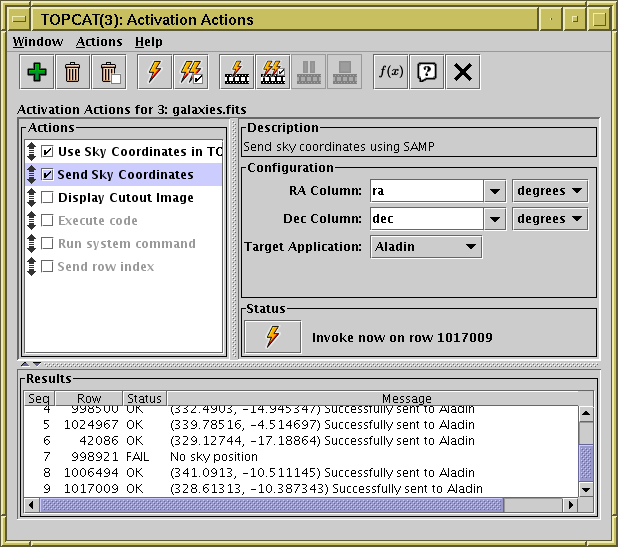 TOPCAT(3): Activation Actions
Window Actions Help
f(x) ?
Activation Actions for 3: galaxies.fits
Actions
Use Sky Coordinates in TO
Send Sky Coordinates
Display Cutout Image
Execute code
Run system command
Send row index
Description
Send sky coordinates using SAMP
Configuration
RA Column: ra degrees
Dec Column: dec degrees
Target Application: Aladin
Status
Invoke now on row 1017009
Results
Seq Row Status Message
4 998500 OK (332.4903, -14.945347) Successfully sent to Aladin
5 1024967 OK (339.78516, -4.514697) Successfully sent to Aladin
6 42086 OK (329.12744, -17.18864) Successfully sent to Aladin
7 998921 FAIL No sky position
8 1006494 OK (341.0913, -10.511145) Successfully sent to Aladin
9 1017009 OK (328.61313, -10.387343) Successfully sent to Aladin